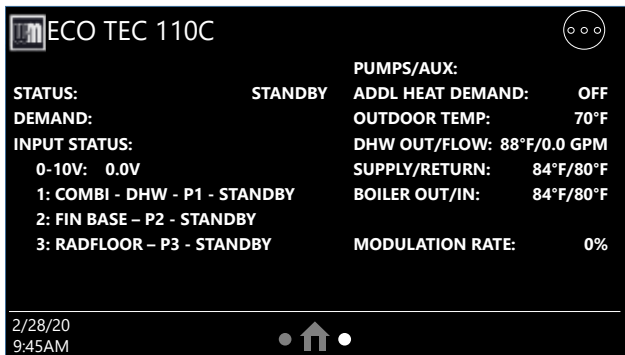 ECO TEC 110C
PUMPS/AUX:
STATUS: STANDBY ADDL HEAT DEMAND: OFF
DEMAND: OUTDOOR TEMP: 70°F
INPUT STATUS: DHW OUT/FLOW: 88°F/0.0 GPM
0-10V: 0.0V SUPPLY/RETURN: 84°F/80°F
1: COMBI - DHW - P1 - STANDBY BOILER OUT/IN: 84°F/80°F
2: FIN BASE – P2 - STANDBY
3: RADFLOOR – P3 - STANDBY MODULATION RATE: 0%
2/28/20
9:45AM